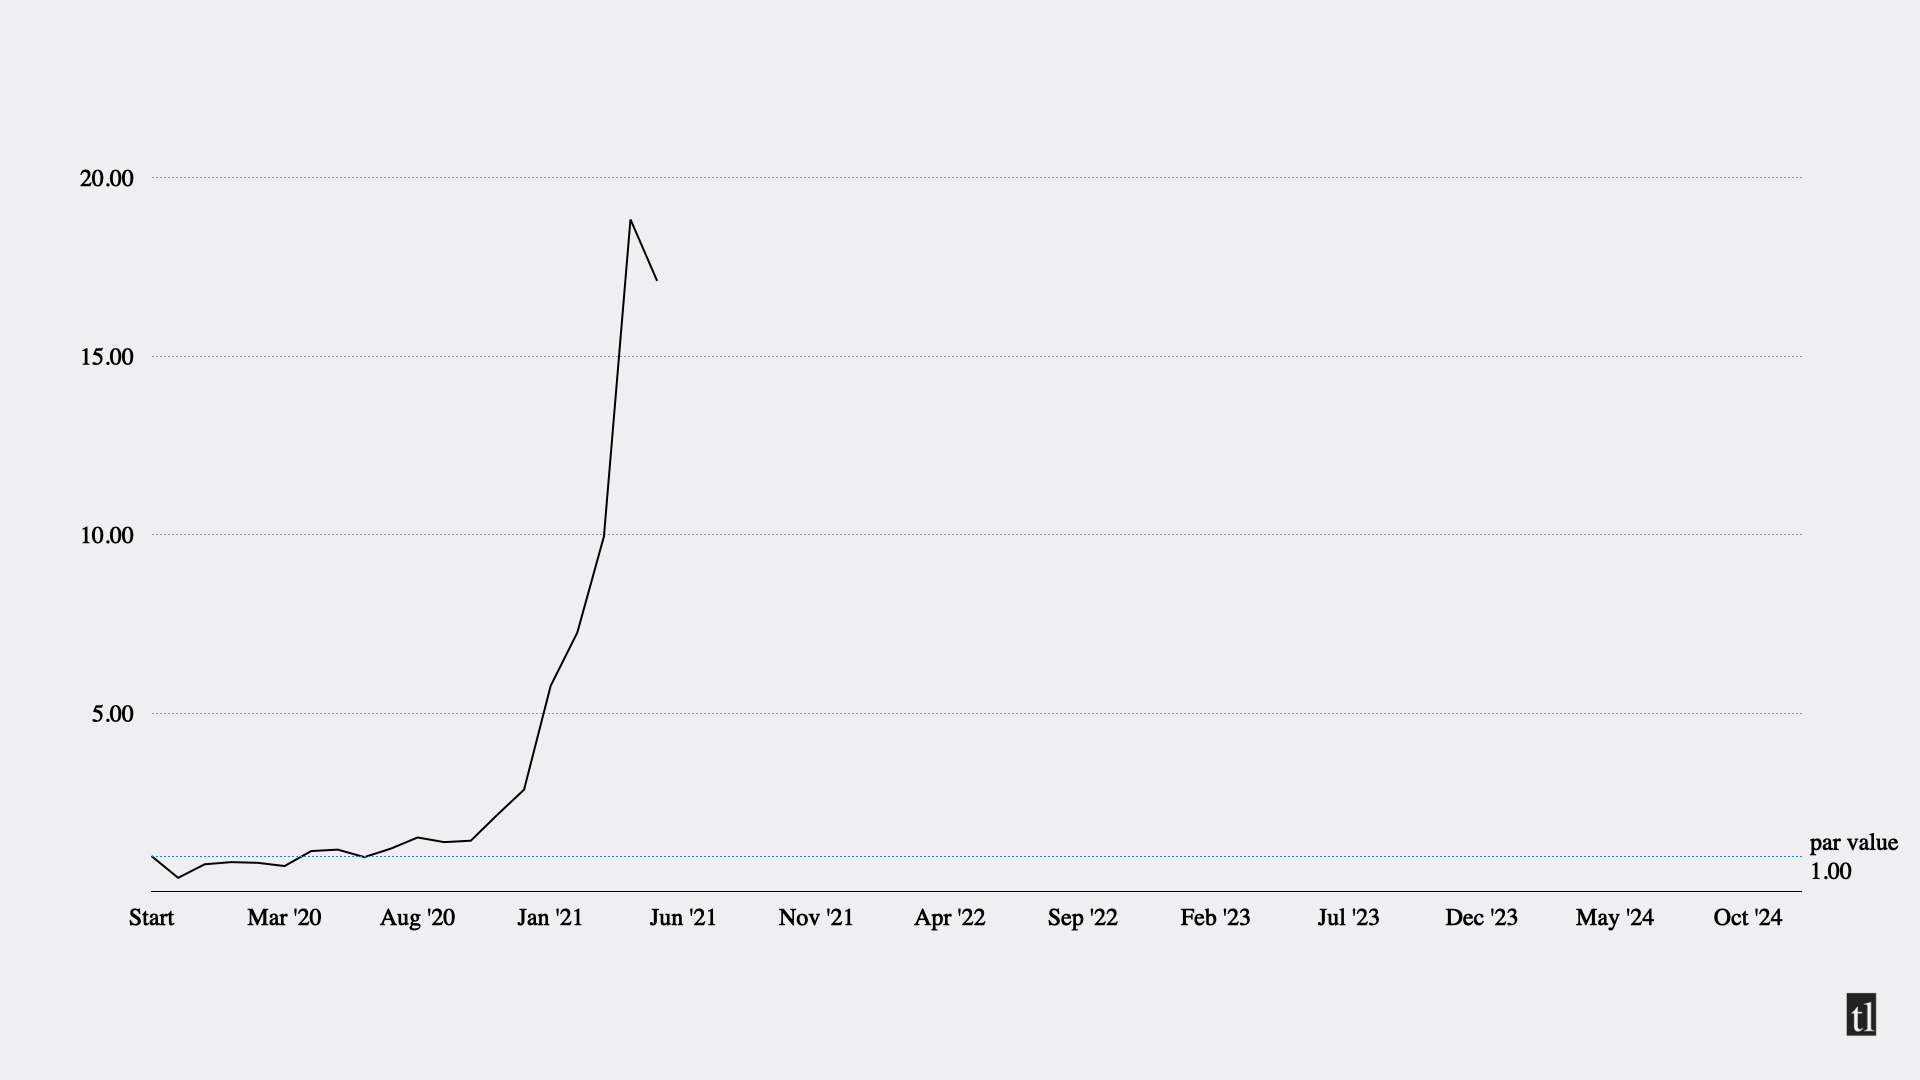 20.00
15.00
10.00
5.00
par value
1.00
Start Mar '20 Aug '20 Jan '21 Jun '21 Nov '21 Apr '22 Sep '22 Feb '23 Jul '23 Dec '23 May '24 Oct '24
tl